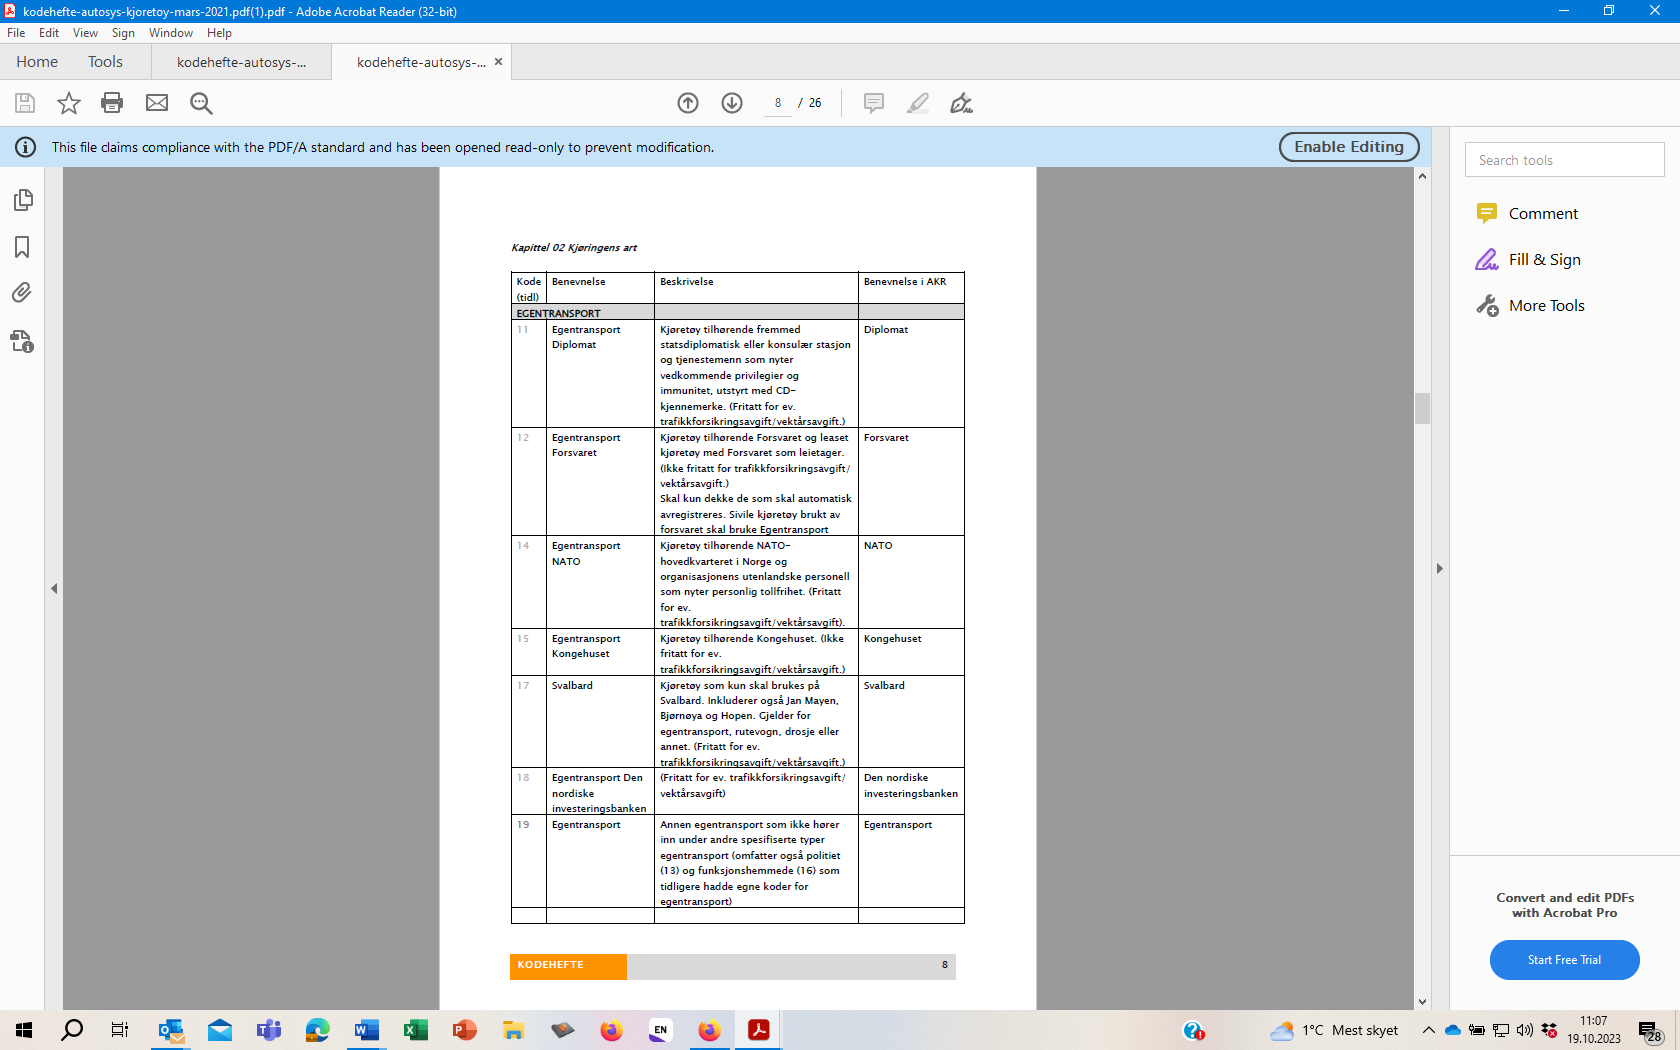 kodehefte-autosys-kjoretoy-mars-2021.pdf(1).pdf - Adobe Acrobat Reader (32-bit)
File Edit View Sign Window Help
Home Tools kodehefte-autosys-... kodehefte-autosys-...
8 / 26
This file claims compliance with the PDF/A standard and has been opened read-only to prevent modification.
Enable Editing
Search tools
Comment
Fill & Sign
More Tools
Convert and edit PDFs
with Acrobat Pro
Start Free Trial
Kapittel 02 Kjøringens art
Kode Benevnelse Beskrivelse Benevnelse i AKR
(tidl)
EGENTRANSPORT
11 Egentransport Kjøretøy tilhørende fremmed Diplomat
Diplomat statsdiplomatisk eller konsulær stasjon
og tjenestemenn som nyter
vedkommende privilegier og
immunitet, utstyrt med CD-
kjennemerke. (Fritatt for ev.
trafikkforsikringsavgift/vektårsavgift.)
12 Egentransport Kjøretøy tilhørende Forsvaret og leaset Forsvaret
Forsvaret kjøretøy med Forsvaret som leietager.
(Ikke fritatt for trafikkforsikringsavgift/
vektårsavgift.)
Skal kun dekke de som skal automatisk
avregistreres. Sivile kjøretøy brukt av
forsvaret skal bruke Egentransport
14 Egentransport Kjøretøy tilhørende NATO- NATO
NATO hovedkvarteret i Norge og
organisasjonens utenlandske personell
som nyter personlig tollfrihet. (Fritatt
for ev.
trafikkforsikringsavgift/vektårsavgift).
15 Egentransport Kjøretøy tilhørende Kongehuset. (Ikke Kongehuset
Kongehuset fritatt for ev.
trafikkforsikringsavgift/vektårsavgift.)
17 Svalbard Kjøretøy som kun skal brukes på Svalbard
Svalbard. Inkluderer også Jan Mayen,
Bjørnøya og Hopen. Gjelder for
egentransport, rutevogn, drosje eller
annet. (Fritatt for ev.
trafikkforsikringsavgift/vektårsavgift.)
18 Egentransport Den (Fritatt for ev. trafikkforsikringsavgift/ Den nordiske
nordiske vektårsavgift) investeringsbanken
investeringsbanken
19 Egentransport Annen egentransport som ikke hører Egentransport
inn under andre spesifiserte typer
egentransport (omfatter også politiet
(13) og funksjonshemmede (16) som
tidligere hadde egne koder for
egentransport)
KODEHEFTE 8
EN
1°C Mest skyet
11:07
19.10.2023
28